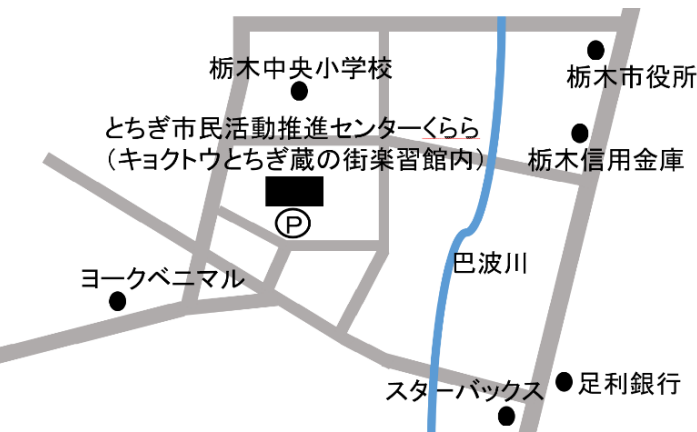 栃木中央小学校
栃木市役所
とちぎ市民活動推進センターくらら
（キョクトウとちぎ蔵の街楽習館内）
栃木信用金庫
P
ヨークベニマル
巴波川
スターバックス
足利銀行